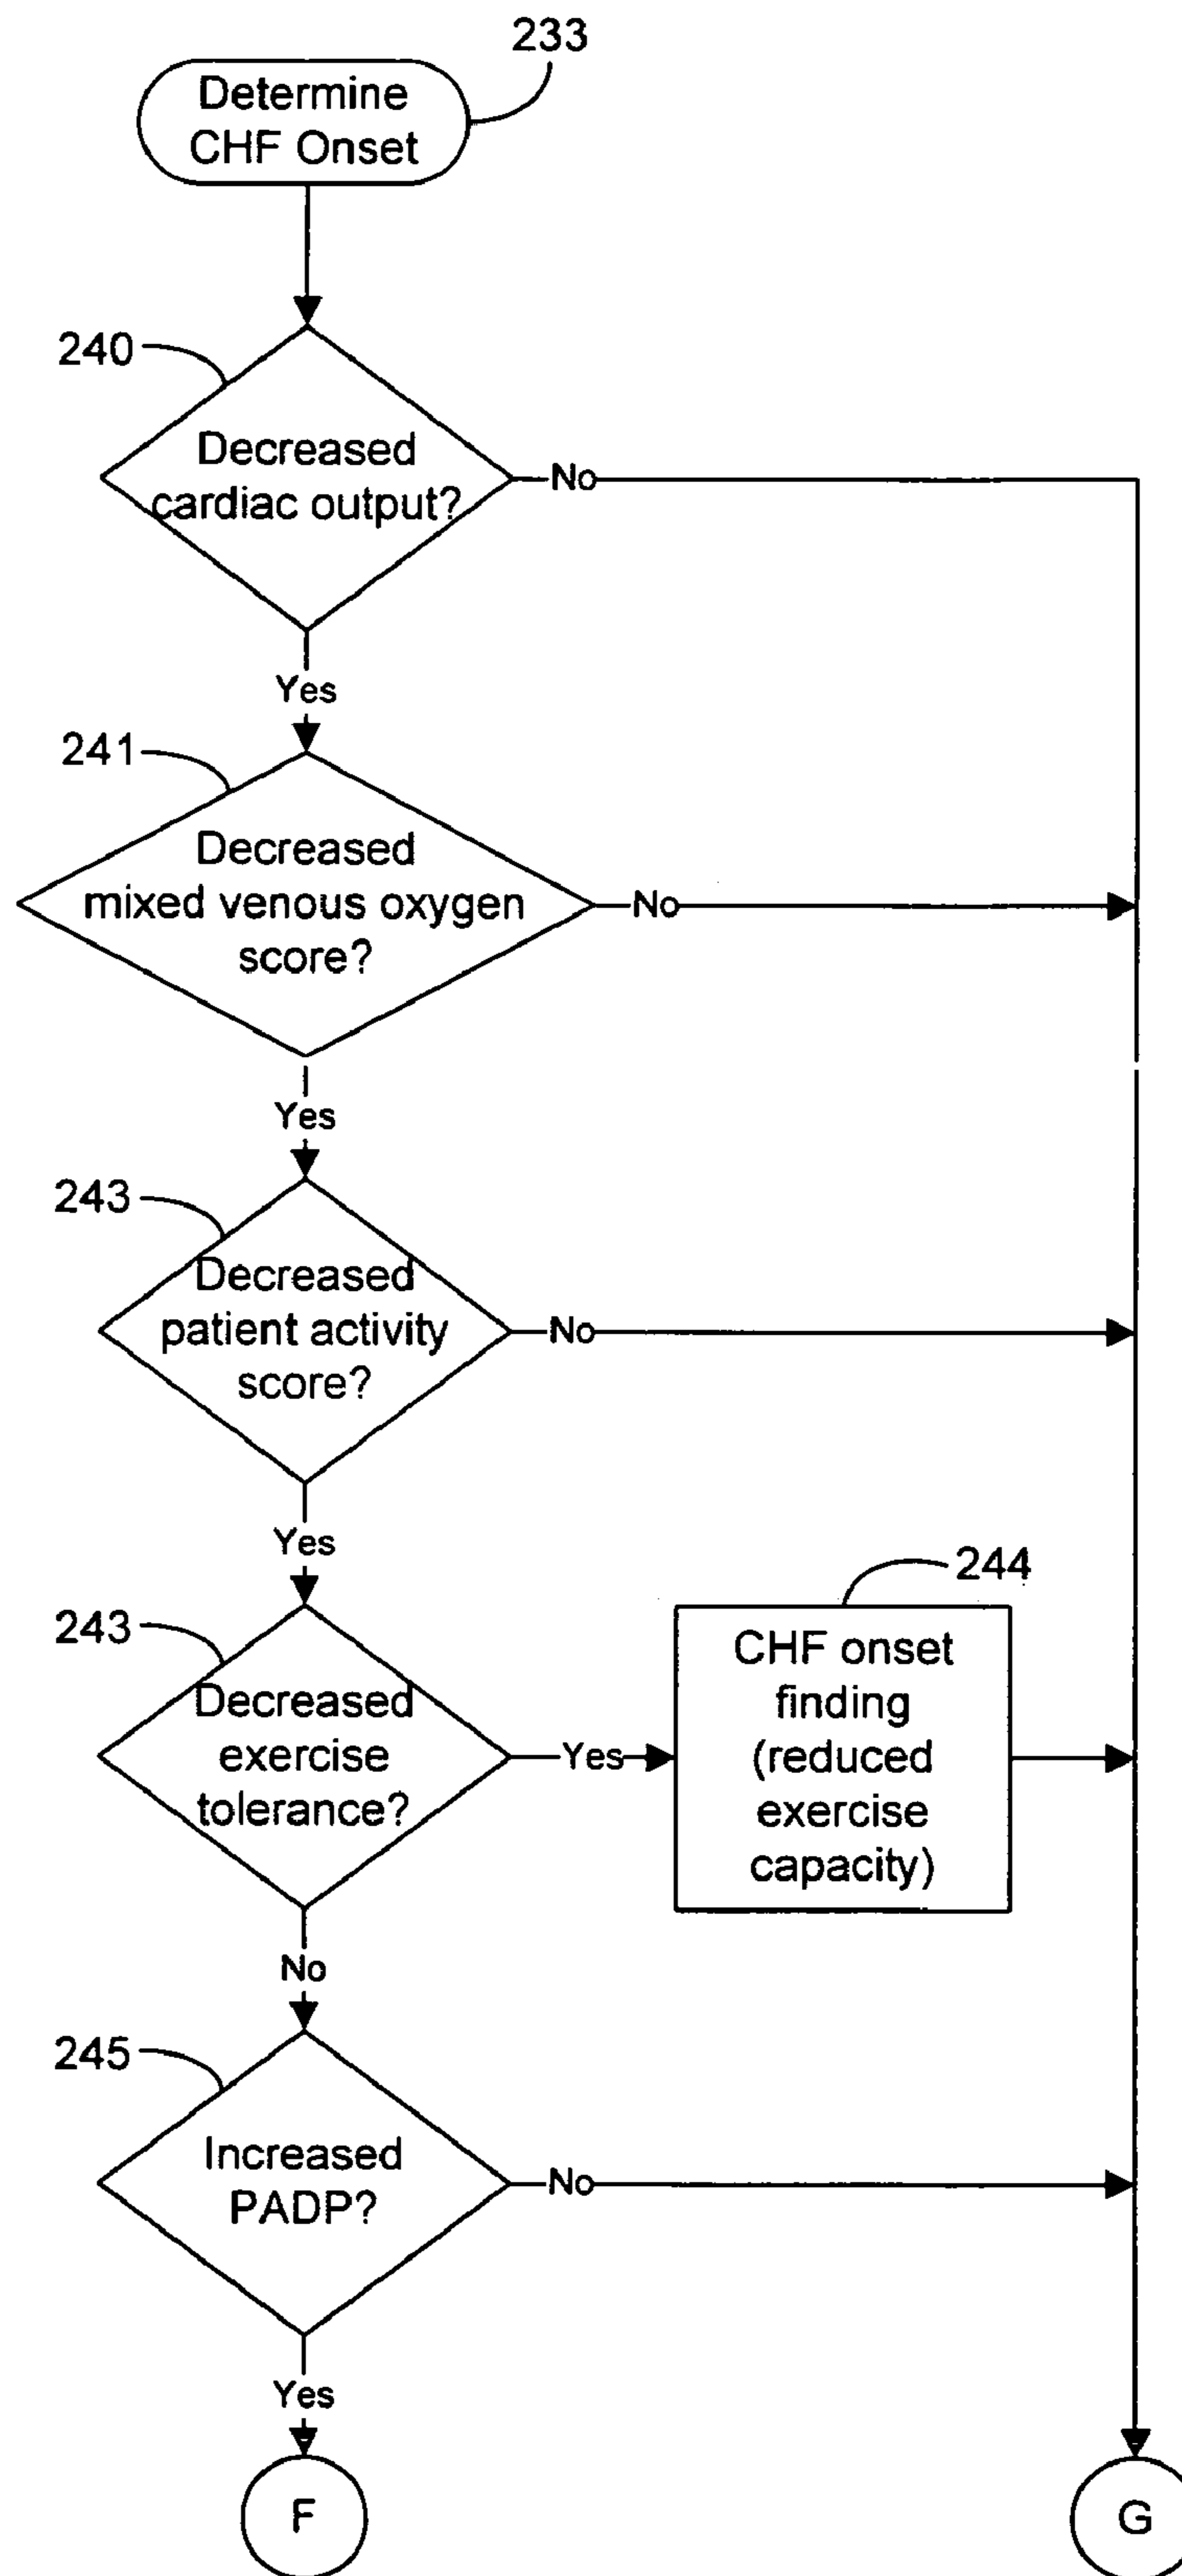 233
Determine
CHF Onset
240
Decreased
cardiac output?
No
Yes
241
Decreased
mixed venous oxygen
score?
No
Yes
243
Decreased
patient activity
score?
No
Yes
243
Decreased
exercise
tolerance?
Yes
244
CHF onset
finding
(reduced
exercise
capacity)
No
245
Increased
PADP?
No
Yes
F
G